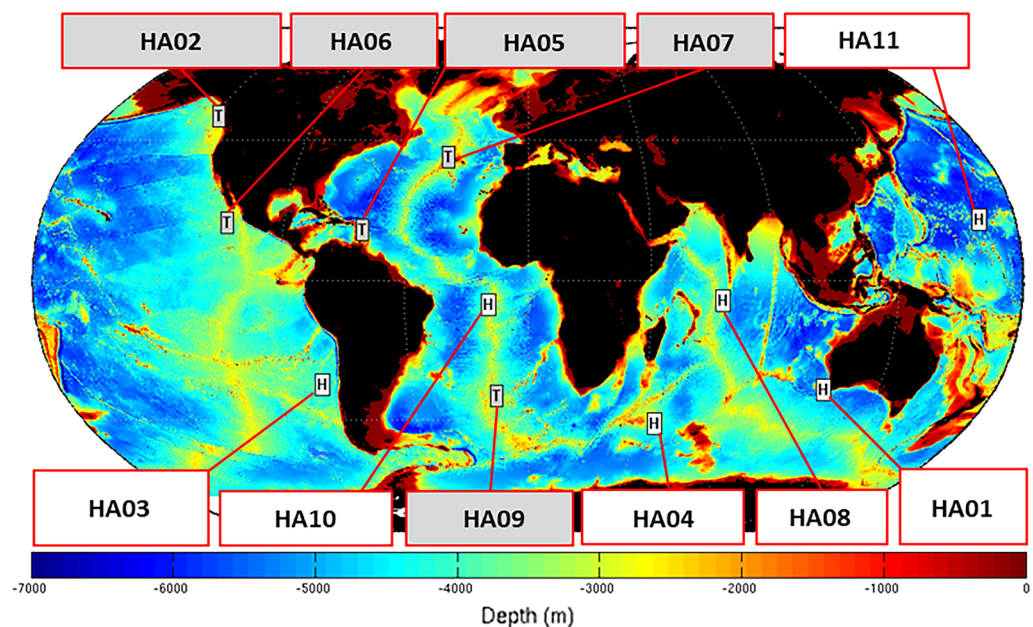 HA02
HA06
HA05
HA07
HA11
T
T
T
T
H
H
H
H
T
H
H
HA03
HA10
HA09
HA04
HA08
HA01
-7000
-6000
-5000
-4000
-3000
-2000
-1000
0
Depth (m)